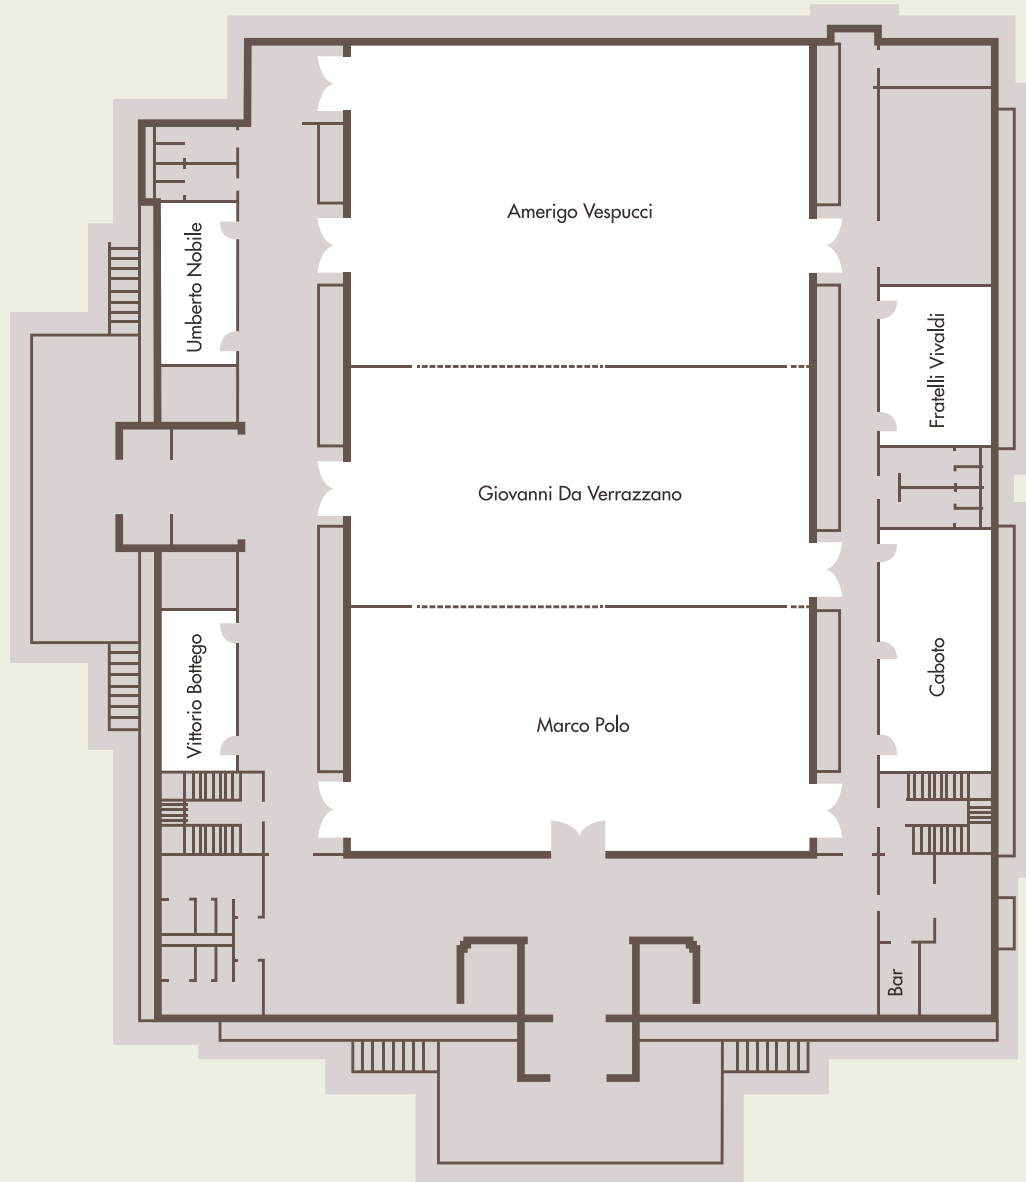 Amerigo Vespucci
Umberto Nobile
Fratelli Vivaldi
Giovanni Da Verrazzano
Vittorio Bottego
Caboto
Marco Polo
Bar